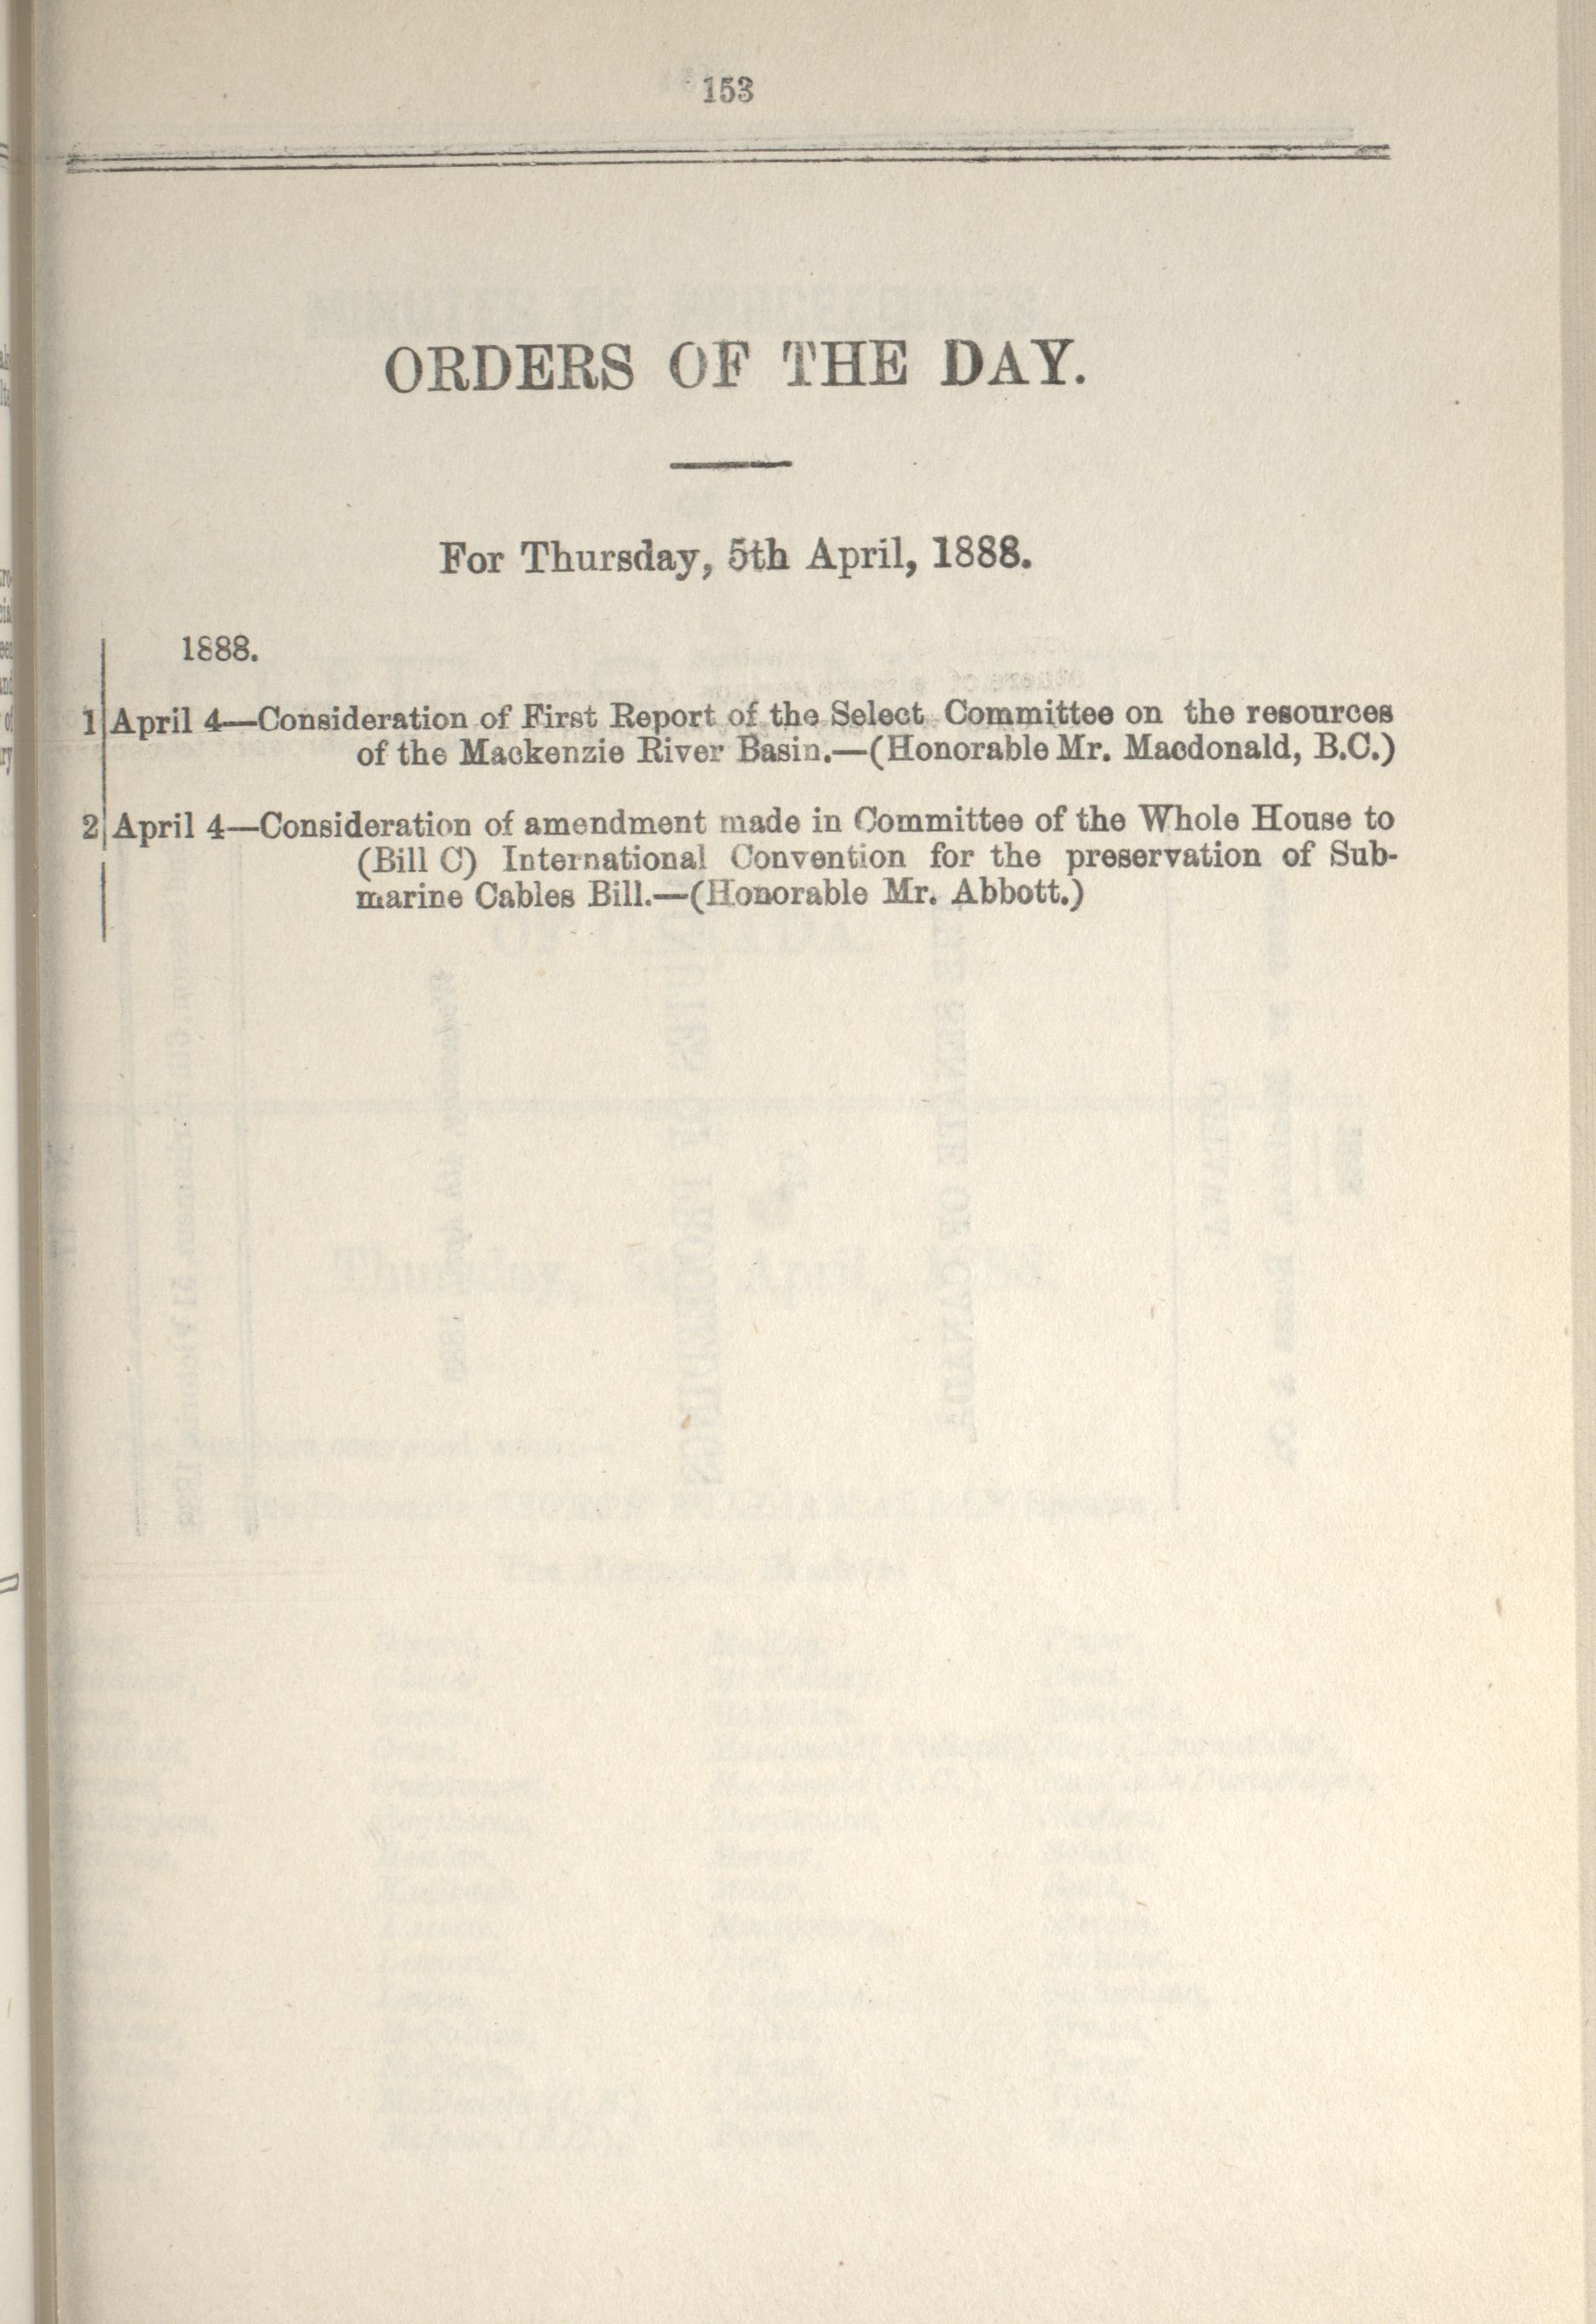 153
ORDERS OF THE DAY.
For Thursday, 5th April, 1888.
1888.
1 April 4—Consideration of First Report of the Select Committee on the resources
of the Mackenzie River Basin.—(Honorable Mr. Macdonald, B.C.)
2 April 4—Consideration of amendment made in Committee of the Whole House to
(Bill C) International Convention for the preservation of Sub-
marine Cables Bill.—(Honorable Mr. Abbott.)